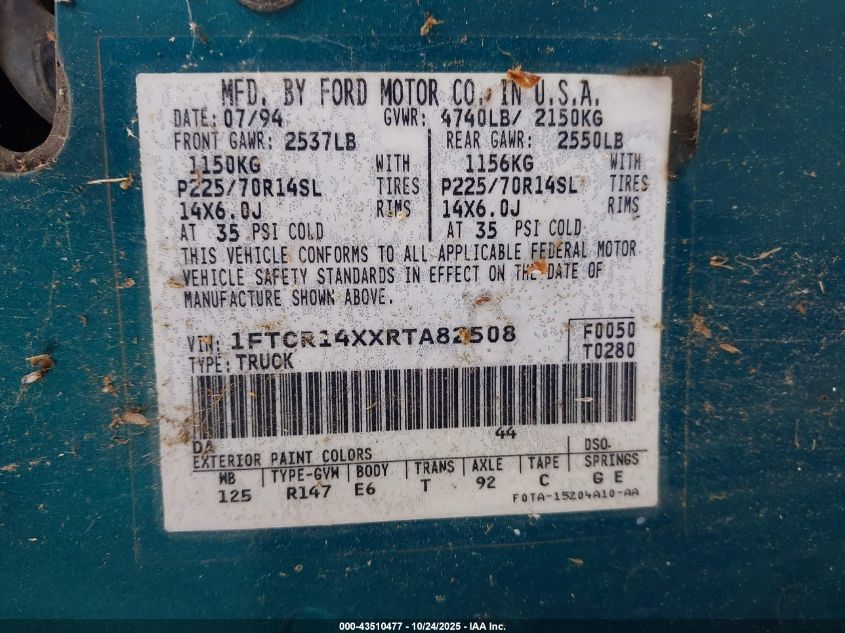 MFD. BY FORD MOTOR CO. IN U.S.A.
DATE: 07/94 GVWR: 4740LB/ 2150KG
FRONT GAWR: 2537LB REAR GAWR: 2550LB
1150KG WITH 1156KG WITH
P225/70R14SL TIRES P225/70R14SL TIRES
14X6.0J RIMS 14X6.0J RIMS
AT 35 PSI COLD AT 35 PSI COLD
THIS VEHICLE CONFORMS TO ALL APPLICABLE FEDERAL MOTOR
VEHICLE SAFETY STANDARDS IN EFFECT ON THE DATE OF
MANUFACTURE SHOWN ABOVE.
VIN: 1FTCR14XXRTA82508 F0050
TYPE: TRUCK T0280
DA 44
EXTERIOR PAINT COLORS DSO.
WB TYPE-GVW BODY TRANS AXLE TAPE SPRINGS
125 R147 E6 T 92 C G E
F0TA-15204A10-AA
000-43510477 - 10/24/2025 - IAA Inc.